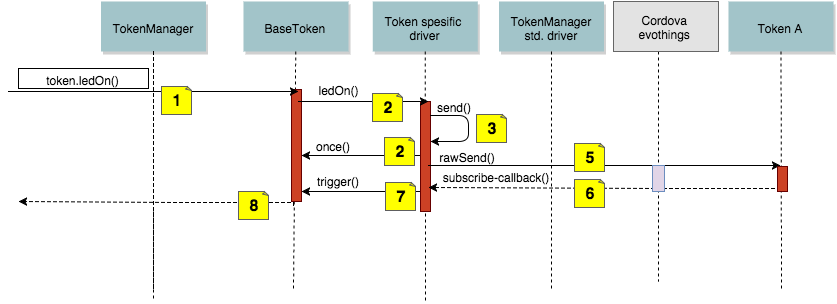 TokenManager
BaseToken
Token spesific
driver
TokenManager
std. driver
Cordova
evothings
Token A
token.ledOn()
1
ledOn()
2
send()
3
once()
2
rawSend()
5
subscribe-callback()
6
trigger()
7
8